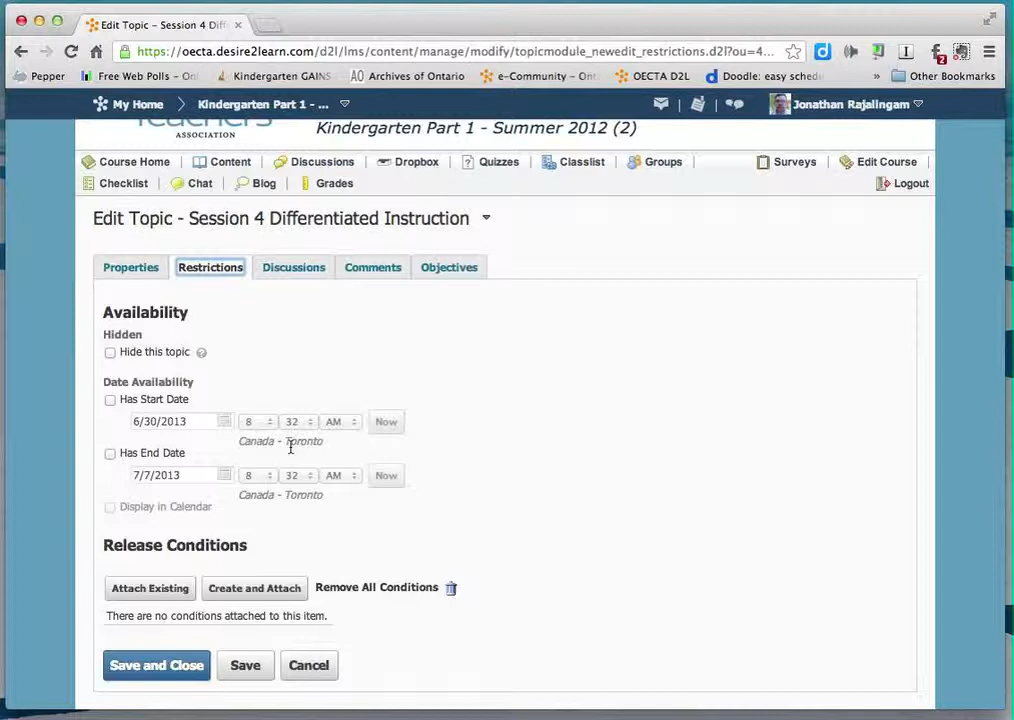 Edit Topic - Session 4 Diff
https://oecta.desire2learn.com/d2l/lms/content/manage/modify/topicmodule_newedit_restrictions.d2l?ou=4...
Pepper Free Web Polls - Onl Kindergarten GAINS AO Archives of Ontario e-Community - Ont OECTA D2L Doodle: easy sched » Other Bookmarks
My Home Kindergarten Part 1 - ... Jonathan Rajalingam
ASSOCIATION
Kindergarten Part 1 - Summer 2012 (2)
Course Home Content Discussions Dropbox Quizzes Classlist Groups Surveys Edit Course
Checklist Chat Blog Grades Logout
Edit Topic - Session 4 Differentiated Instruction
Properties Restrictions Discussions Comments Objectives
Availability
Hidden
Hide this topic ?
Date Availability
Has Start Date
6/30/2013 8 32 AM Now
Canada - Toronto
Has End Date
7/7/2013 8 32 AM Now
Canada - Toronto
Display in Calendar
Release Conditions
Attach Existing Create and Attach Remove All Conditions
There are no conditions attached to this item.
Save and Close Save Cancel